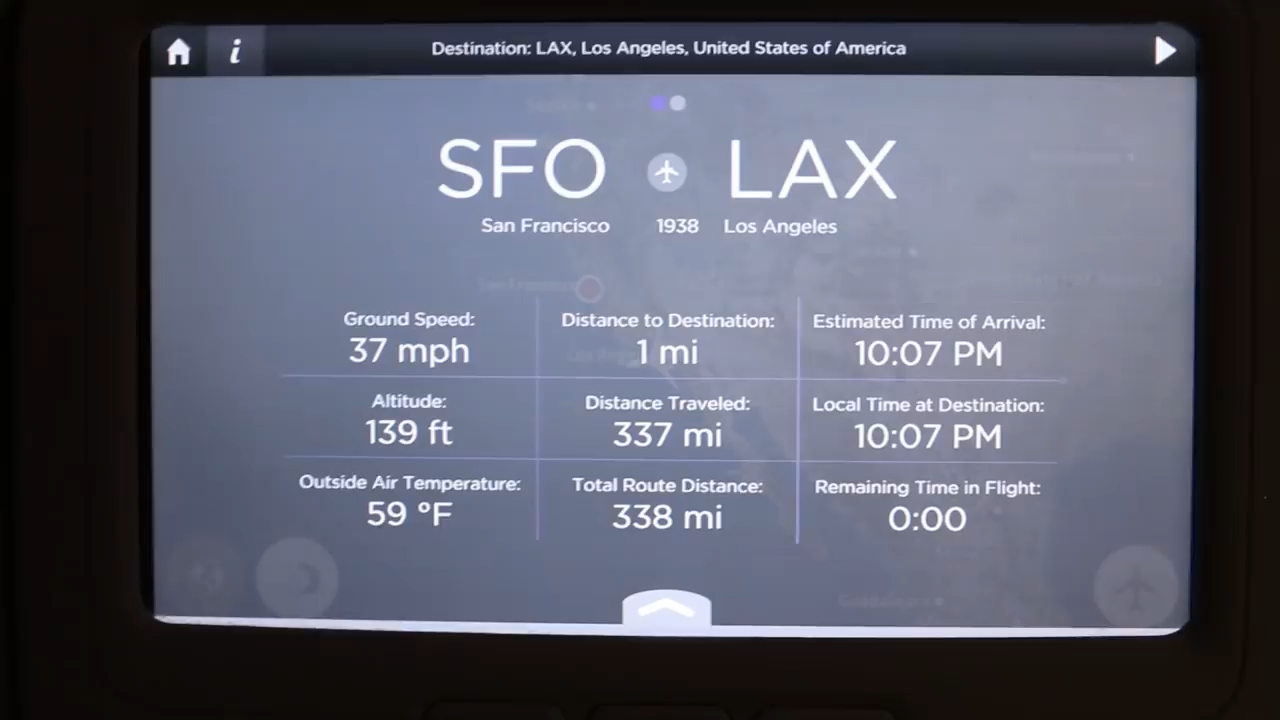 i
Destination: LAX, Los Angeles, United States of America
SFO LAX
San Francisco 1938 Los Angeles
Ground Speed:
37 mph
Distance to Destination:
1 mi
Estimated Time of Arrival:
10:07 PM
Altitude:
139 ft
Distance Traveled:
337 mi
Local Time at Destination:
10:07 PM
Outside Air Temperature:
59 °F
Total Route Distance:
338 mi
Remaining Time in Flight:
0:00